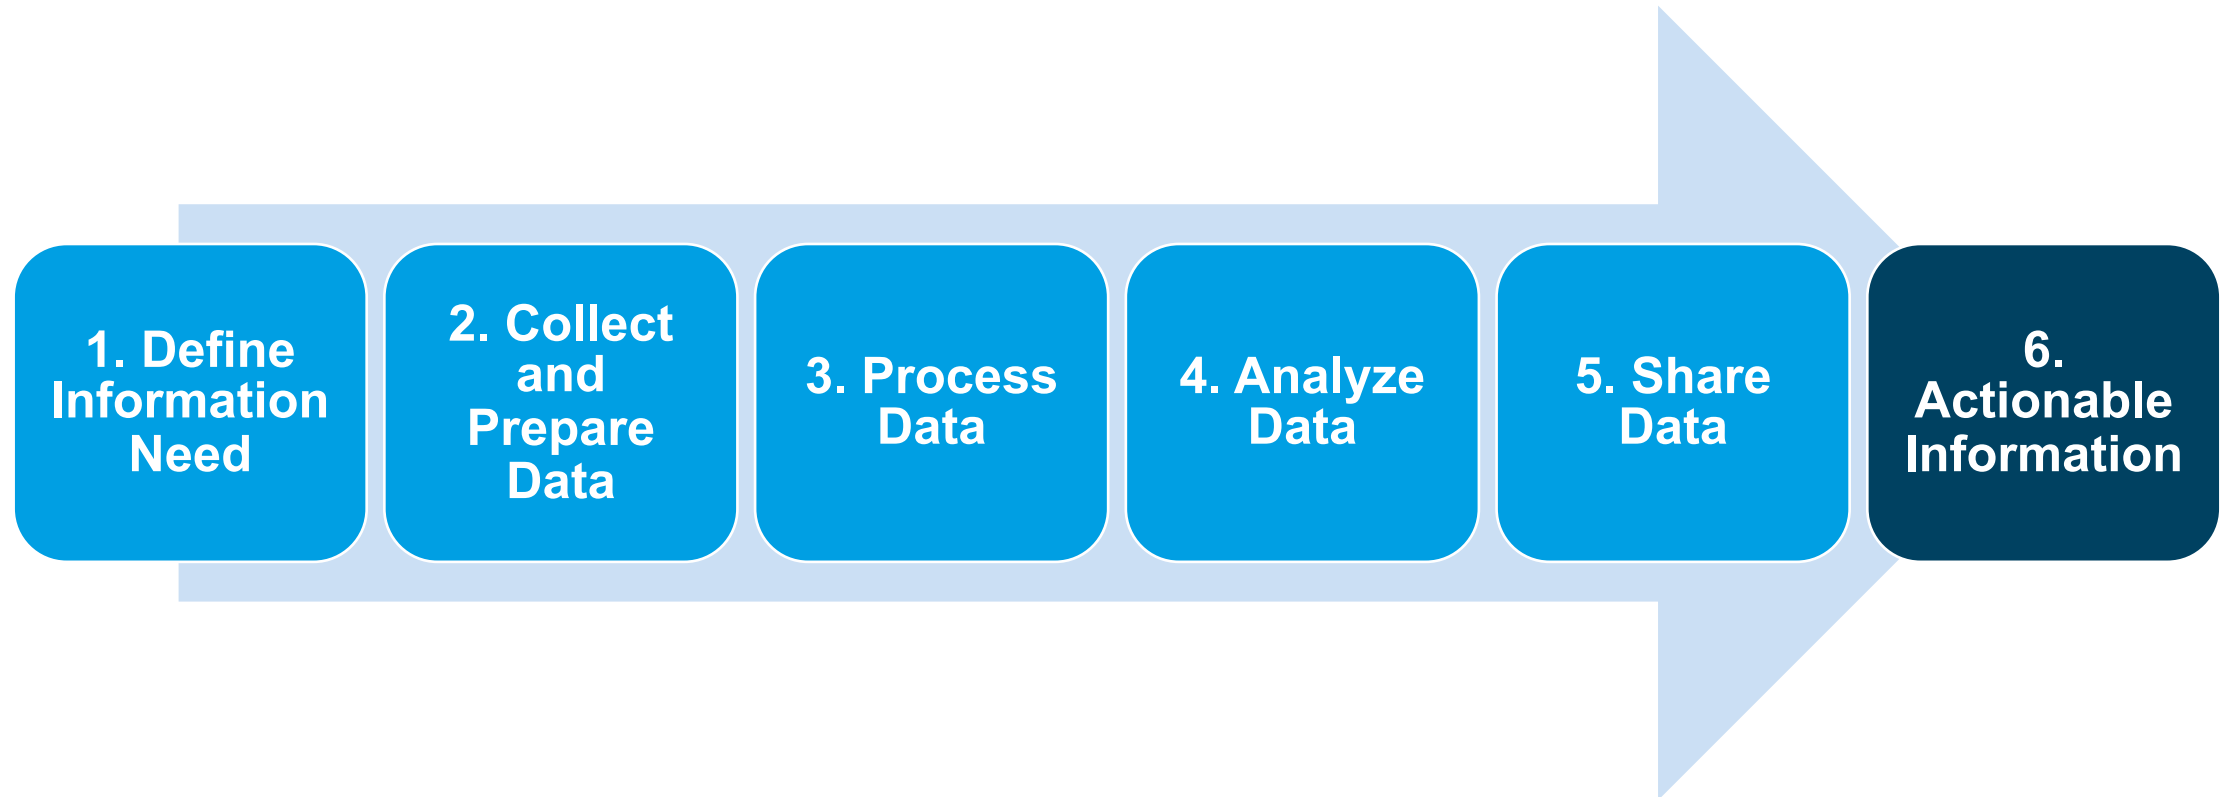 1. Define
Information
Need
2. Collect
and
Prepare
Data
3. Process
Data
4. Analyze
Data
5. Share
Data
6.
Actionable
Information